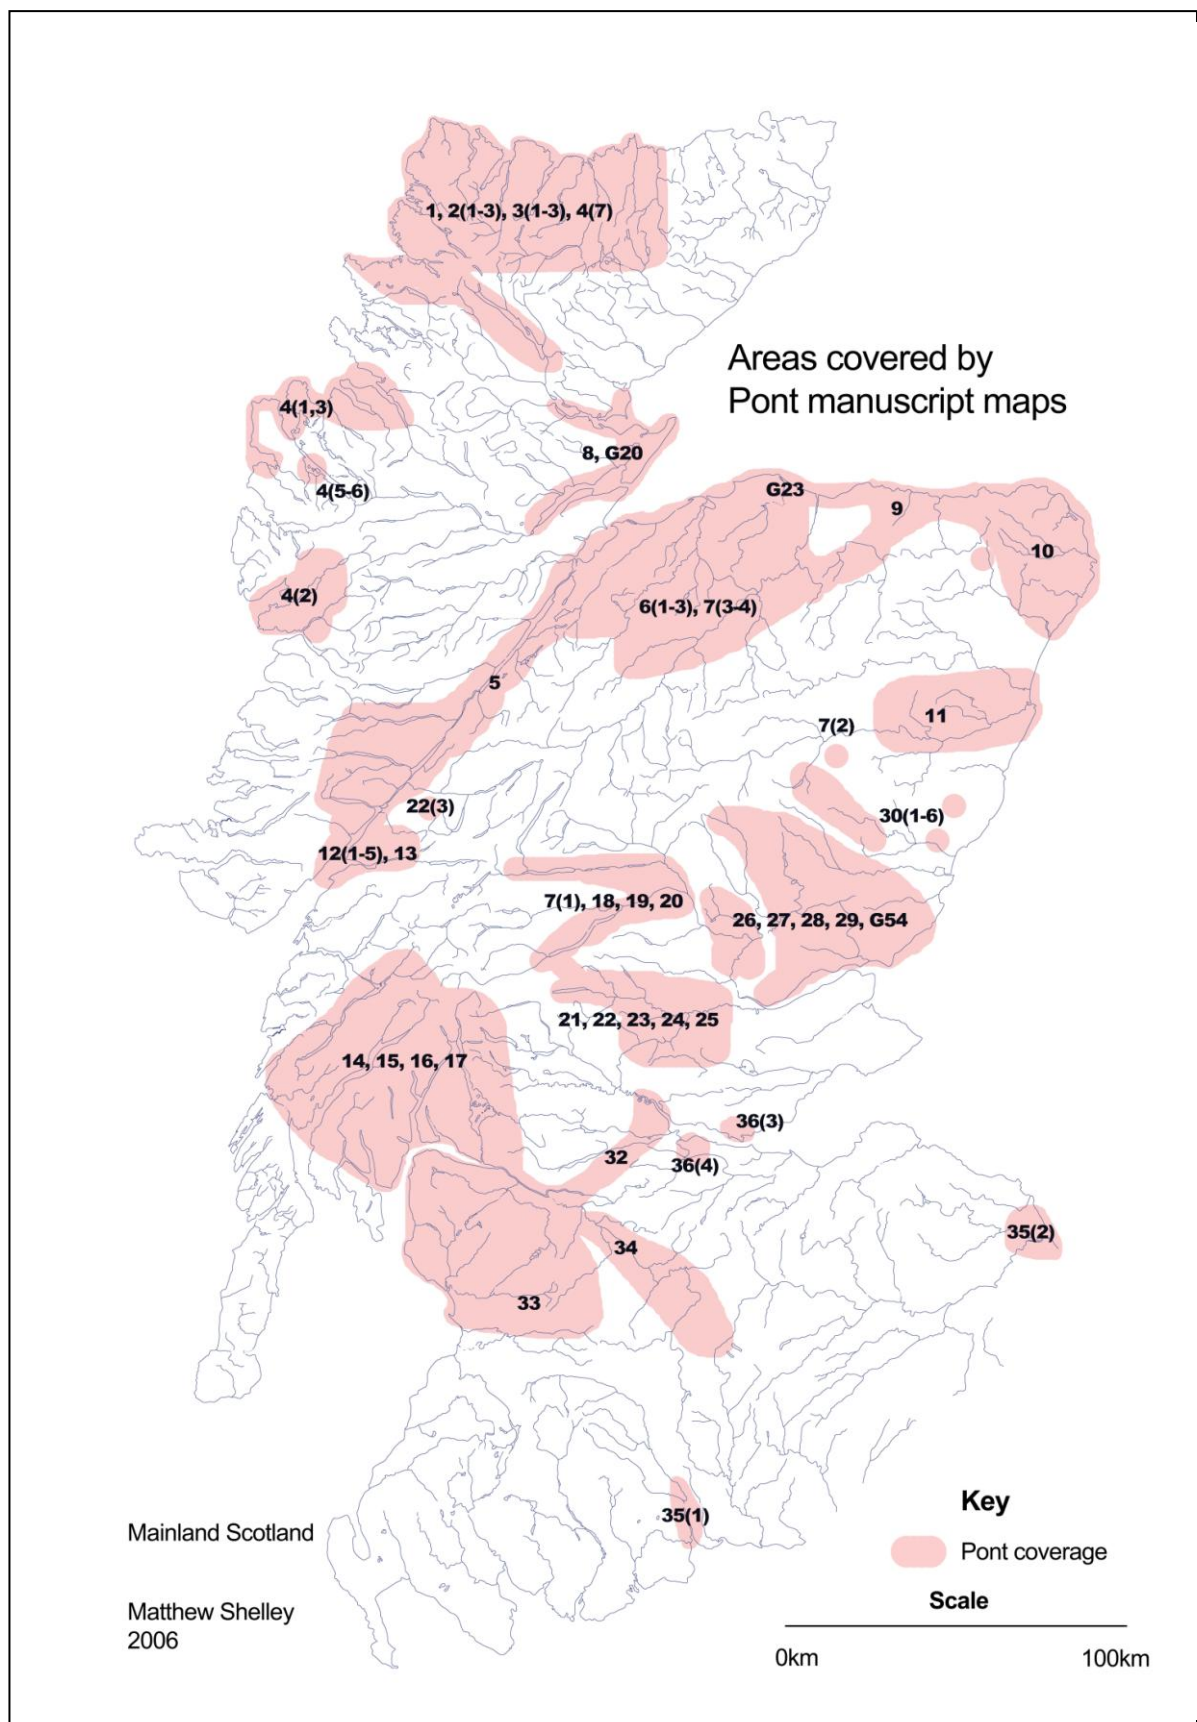 1, 2(1-3), 3(1-3), 4(7)
Areas covered by
Pont manuscript maps
4(1,3)
8, G20
4(5-6)
G23
9
10
4(2)
6(1-3), 7(3-4)
5
11
7(2)
22(3)
30(1-6)
12(1-5), 13
7(1), 18, 19, 20
26, 27, 28, 29, G54
21, 22, 23, 24, 25
14, 15, 16, 17
36(3)
32
36(4)
35(2)
34
33
35(1)
Key
Pont coverage
Scale
0km
100km
Mainland Scotland
Matthew Shelley
2006